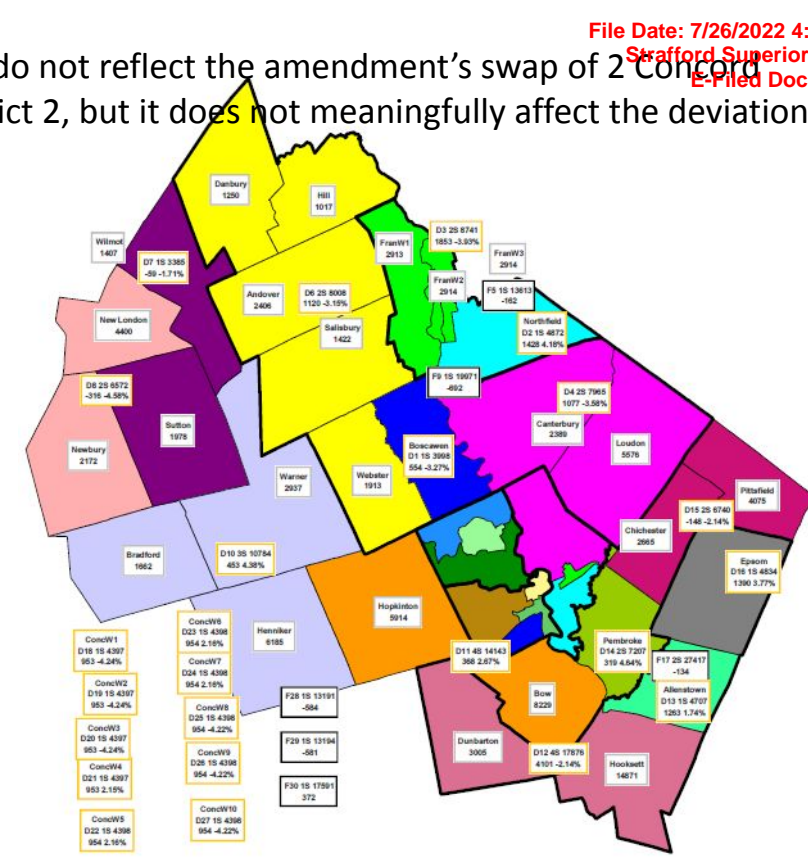 File Date: 7/26/2022 4:
Strafford Superior
E-Filed Doc
do not reflect the amendment's swap of 2 Concord
ict 2, but it does not meaningfully affect the deviation
Danbury
1250
Hill
1017
Wilmot
1407
D7 1S 3385
-59 -1.71%
FranW1
2913
D3 2S 8741
1853 -3.93%
FranW3
2914
FranW2
2914
F5 1S 13613
-162
New London
4400
Andover
2406
D6 2S 8008
1120 -3.15%
Salisbury
1422
Northfield
D2 1S 4872
1428 4.18%
D8 2S 6572
-316 -4.58%
F9 1S 19971
-692
D4 2S 7965
1077 -3.58%
Canterbury
2389
Loudon
5576
Sutton
1978
Newbury
2172
Boscawen
D1 1S 3998
554 -3.27%
Warner
2937
Webster
1913
Pittsfield
4075
D15 2S 6740
-148 -2.14%
Chichester
2665
Bradford
1662
D10 3S 10784
453 4.38%
Epsom
D16 1S 4834
1390 3.77%
Hopkinton
5914
Henniker
6185
ConcW1
D18 1S 4397
953 -4.24%
ConcW6
D23 1S 4398
954 2.16%
ConcW2
D19 1S 4397
953 -4.24%
ConcW7
D24 1S 4398
954 2.16%
ConcW3
D20 1S 4397
953 -4.24%
ConcW8
D25 1S 4398
954 -4.22%
ConcW4
D21 1S 4397
953 2.15%
ConcW9
D26 1S 4398
954 -4.22%
ConcW5
D22 1S 4398
954 2.16%
ConcW10
D27 1S 4398
954 -4.22%
D11 4S 14143
368 2.67%
Pembroke
D14 2S 7207
319 4.64%
F17 2S 27417
-134
Allenstown
D13 1S 4707
1263 1.74%
F28 1S 13191
-584
Bow
8229
F29 1S 13194
-581
Dunbarton
3005
D12 4S 17876
4101 -2.14%
Hooksett
14871
F30 1S 17591
372